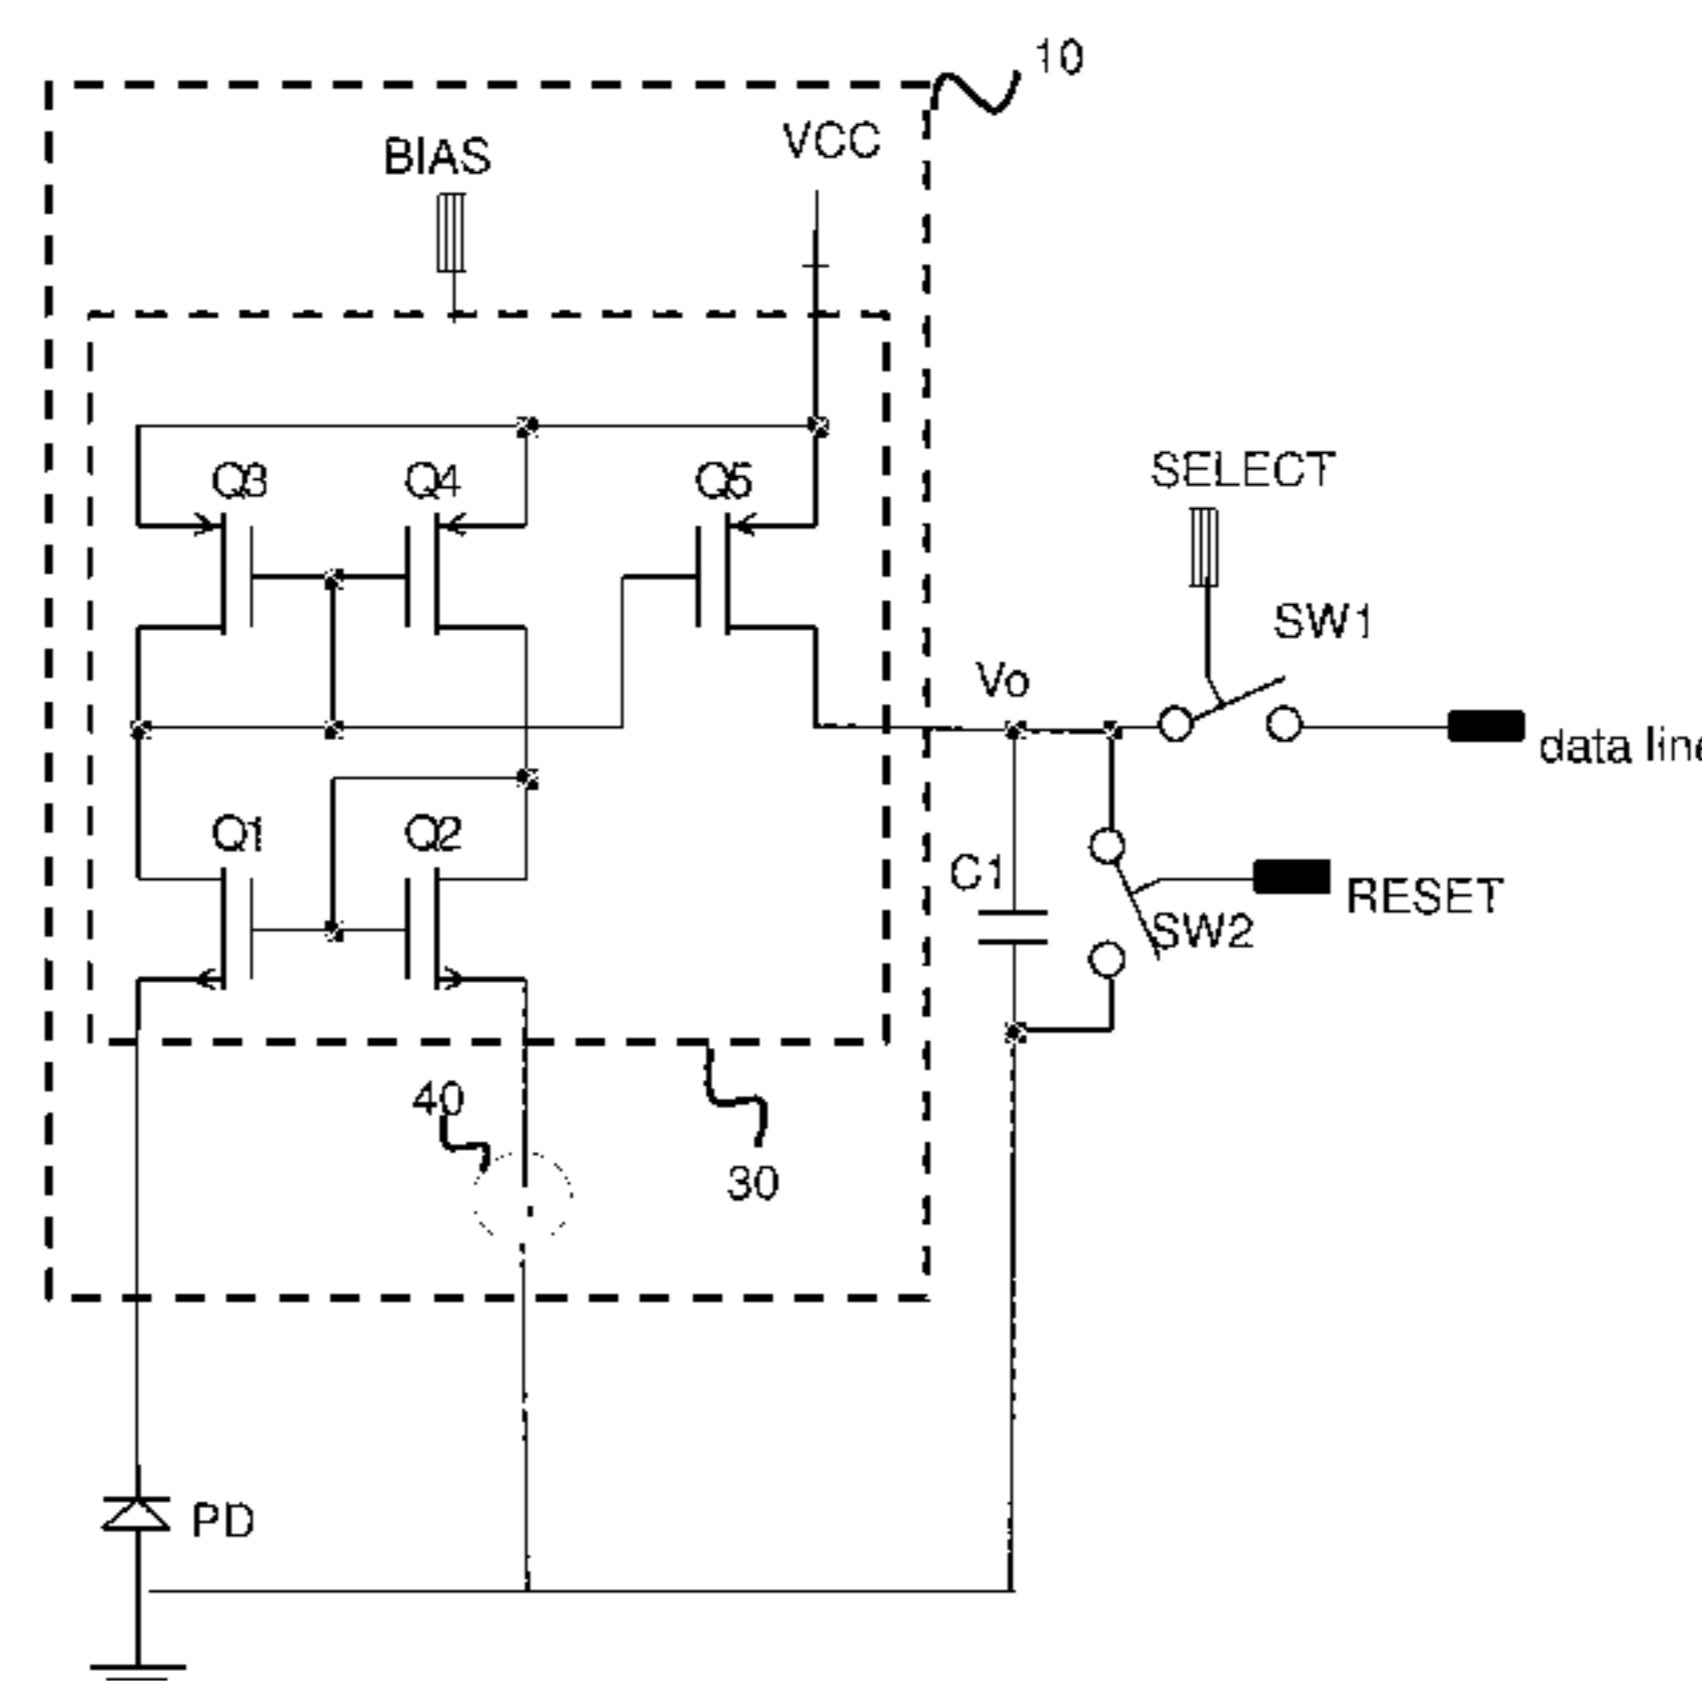 10
VCC
BIAS
Q3
Q4
Q5
SELECT
SW1
Vo
data line
Q1
Q2
C1
RESET
SW2
40
30
PD